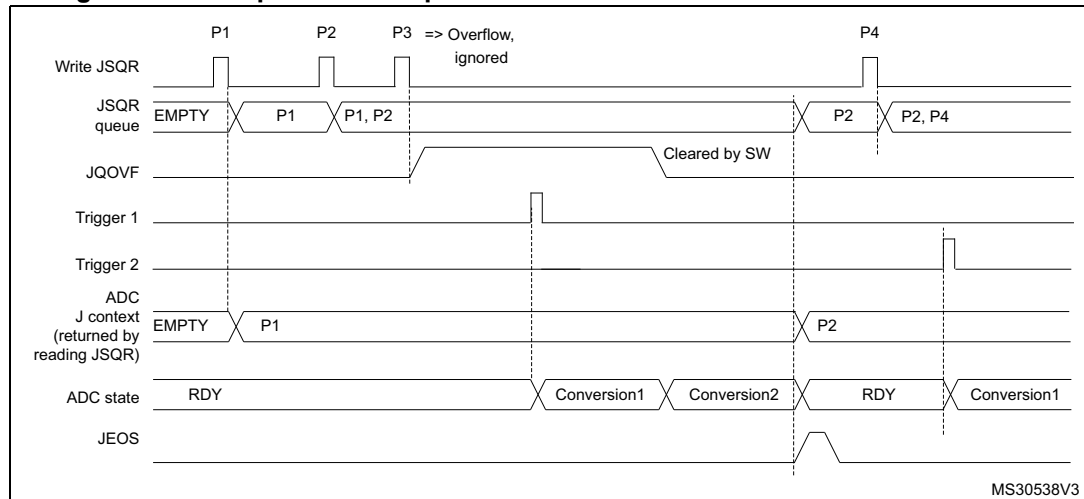 P1 P2 P3 => Overflow, P4
ignored
Write JSQR
JSQR
queue
EMPTY P1 P1, P2 P2 P2, P4
Cleared by SW
JQOVF
Trigger 1
Trigger 2
ADC
J context
(returned by
reading JSQR)
EMPTY P1 P2
ADC state RDY Conversion1 Conversion2 RDY Conversion1
JEOS
MS30538V3